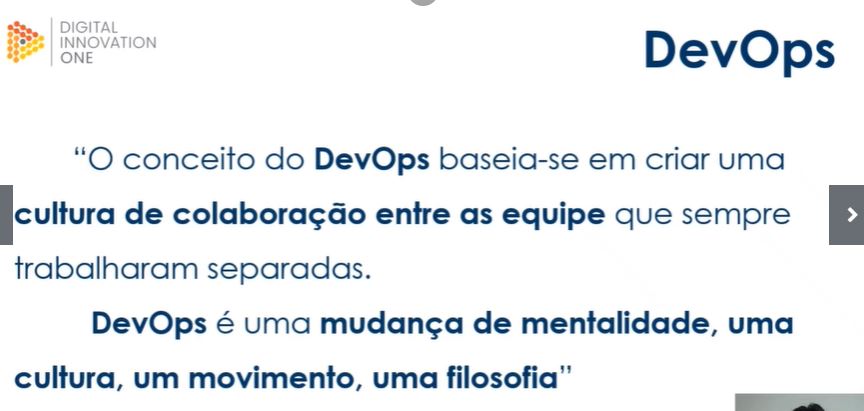 DIGITAL
INNOVATION
ONE
DevOps
“O conceito do DevOps baseia-se em criar uma
cultura de colaboração entre as equipe que sempre
trabalharam separadas.
DevOps é uma mudança de mentalidade, uma
cultura, um movimento, uma filosofia”